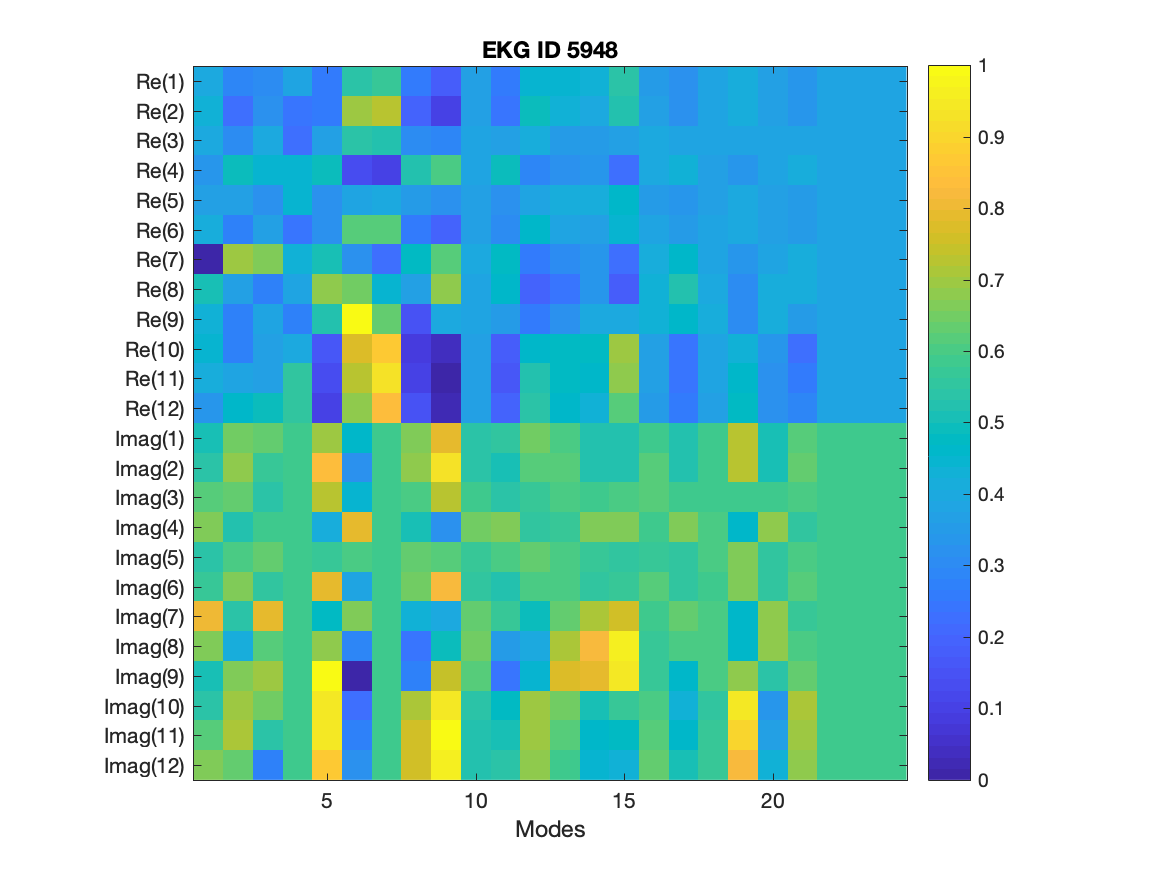 EKG ID 5948
Re(1)
Re(2)
Re(3)
Re(4)
Re(5)
Re(6)
Re(7)
Re(8)
Re(9)
Re(10)
Re(11)
Re(12)
Imag(1)
Imag(2)
Imag(3)
Imag(4)
Imag(5)
Imag(6)
Imag(7)
Imag(8)
Imag(9)
Imag(10)
Imag(11)
Imag(12)
5 10 15 20
Modes
1
0.9
0.8
0.7
0.6
0.5
0.4
0.3
0.2
0.1
0